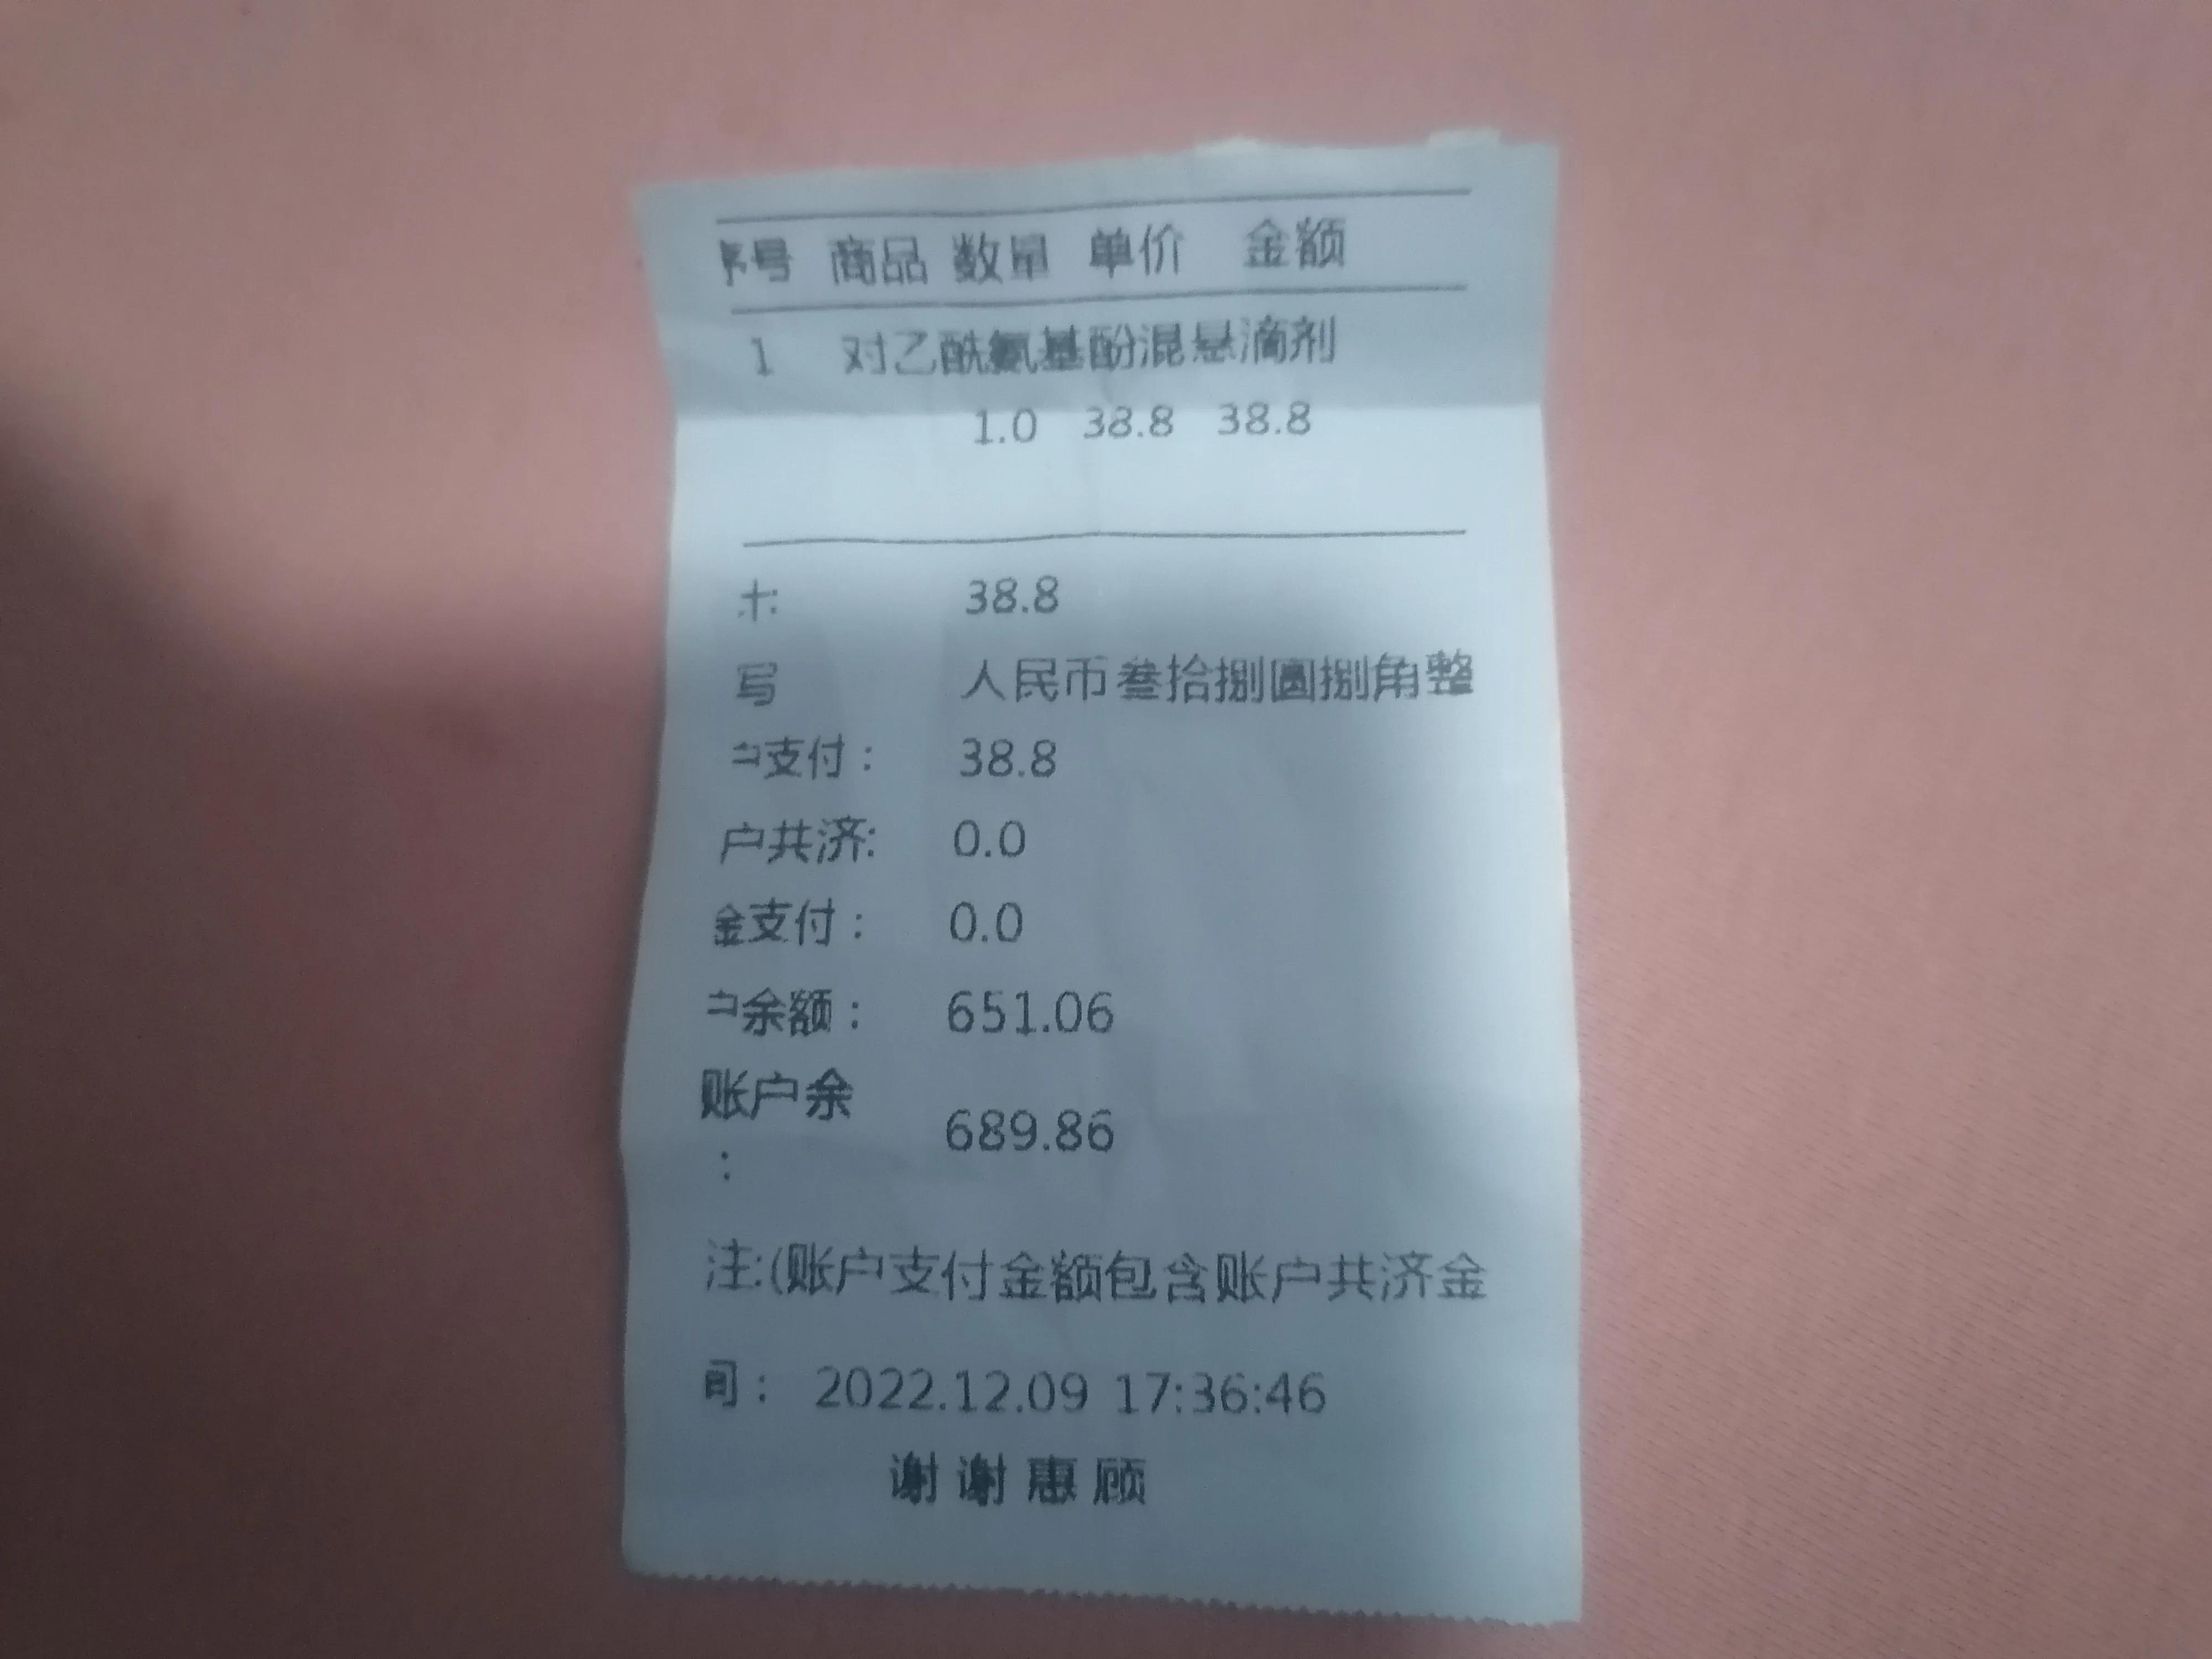 号 商品 数量 单价 金额
1 对乙酰氨基酚混悬滴剂
1.0 38.8 38.8
38.8
写 人民币叁拾捌圆捌角整
支付： 38.8
户共济: 0.0
金支付： 0.0
余额： 651.06
账户余
: 689.86
注:(账户支付金额包含账户共济金
间： 2022.12.09 17:36:46
谢谢惠顾